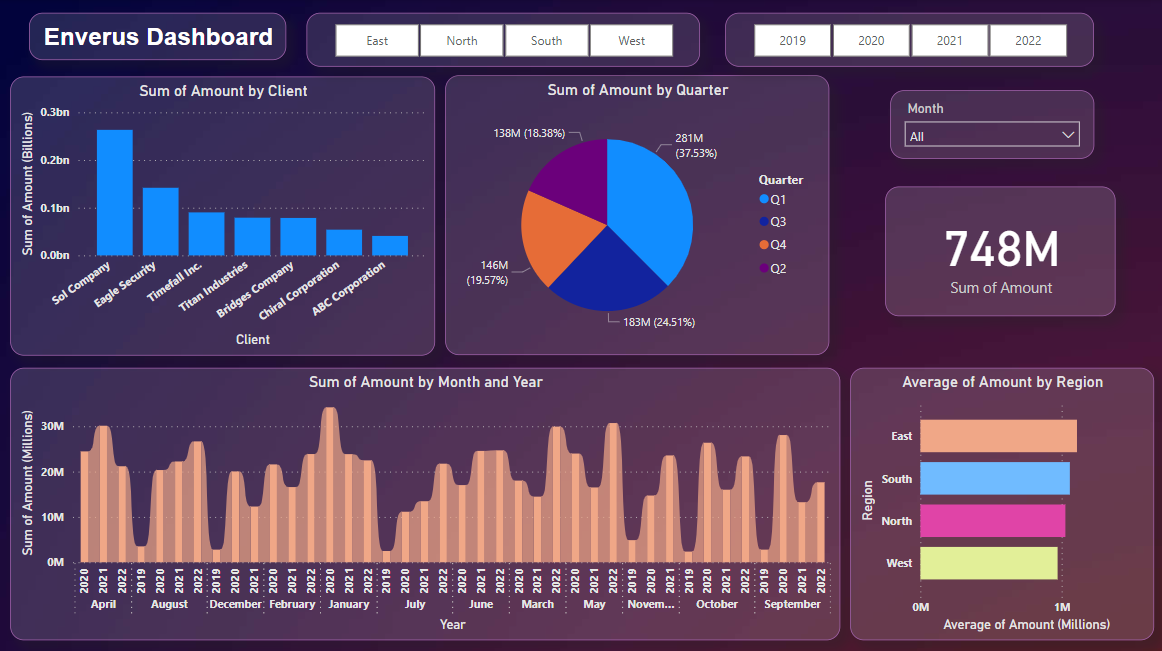 Enverus Dashboard
East North South West
2019 2020 2021 2022
Sum of Amount by Client
Sum of Amount (Billions)
0.3bn
0.2bn
0.1bn
0.0bn
Sol Company
Eagle Security
Timefall Inc.
Titan Industries
Bridges Company
Chiral Corporation
ABC Corporation
Client
Sum of Amount by Quarter
138M (18.38%)
281M
(37.53%)
146M
(19.57%)
183M (24.51%)
Quarter
Q1
Q3
Q4
Q2
Month
All
748M
Sum of Amount
Sum of Amount by Month and Year
Sum of Amount (Millions)
30M
20M
10M
0M
2020 2021 2022 2019 2020 2021 2022 2019 2020 2021 2020 2021 2022 2020 2021 2022 2019 2020 2021 2022 2020 2021 2022 2020 2021 2022 2020 2021 2022 2019 2020 2021 2019 2020 2021 2022 2019 2020 2021 2022
April August December February January July June March May Novem... October September
Year
Average of Amount by Region
Region
East
South
North
West
0M 1M
Average of Amount (Millions)